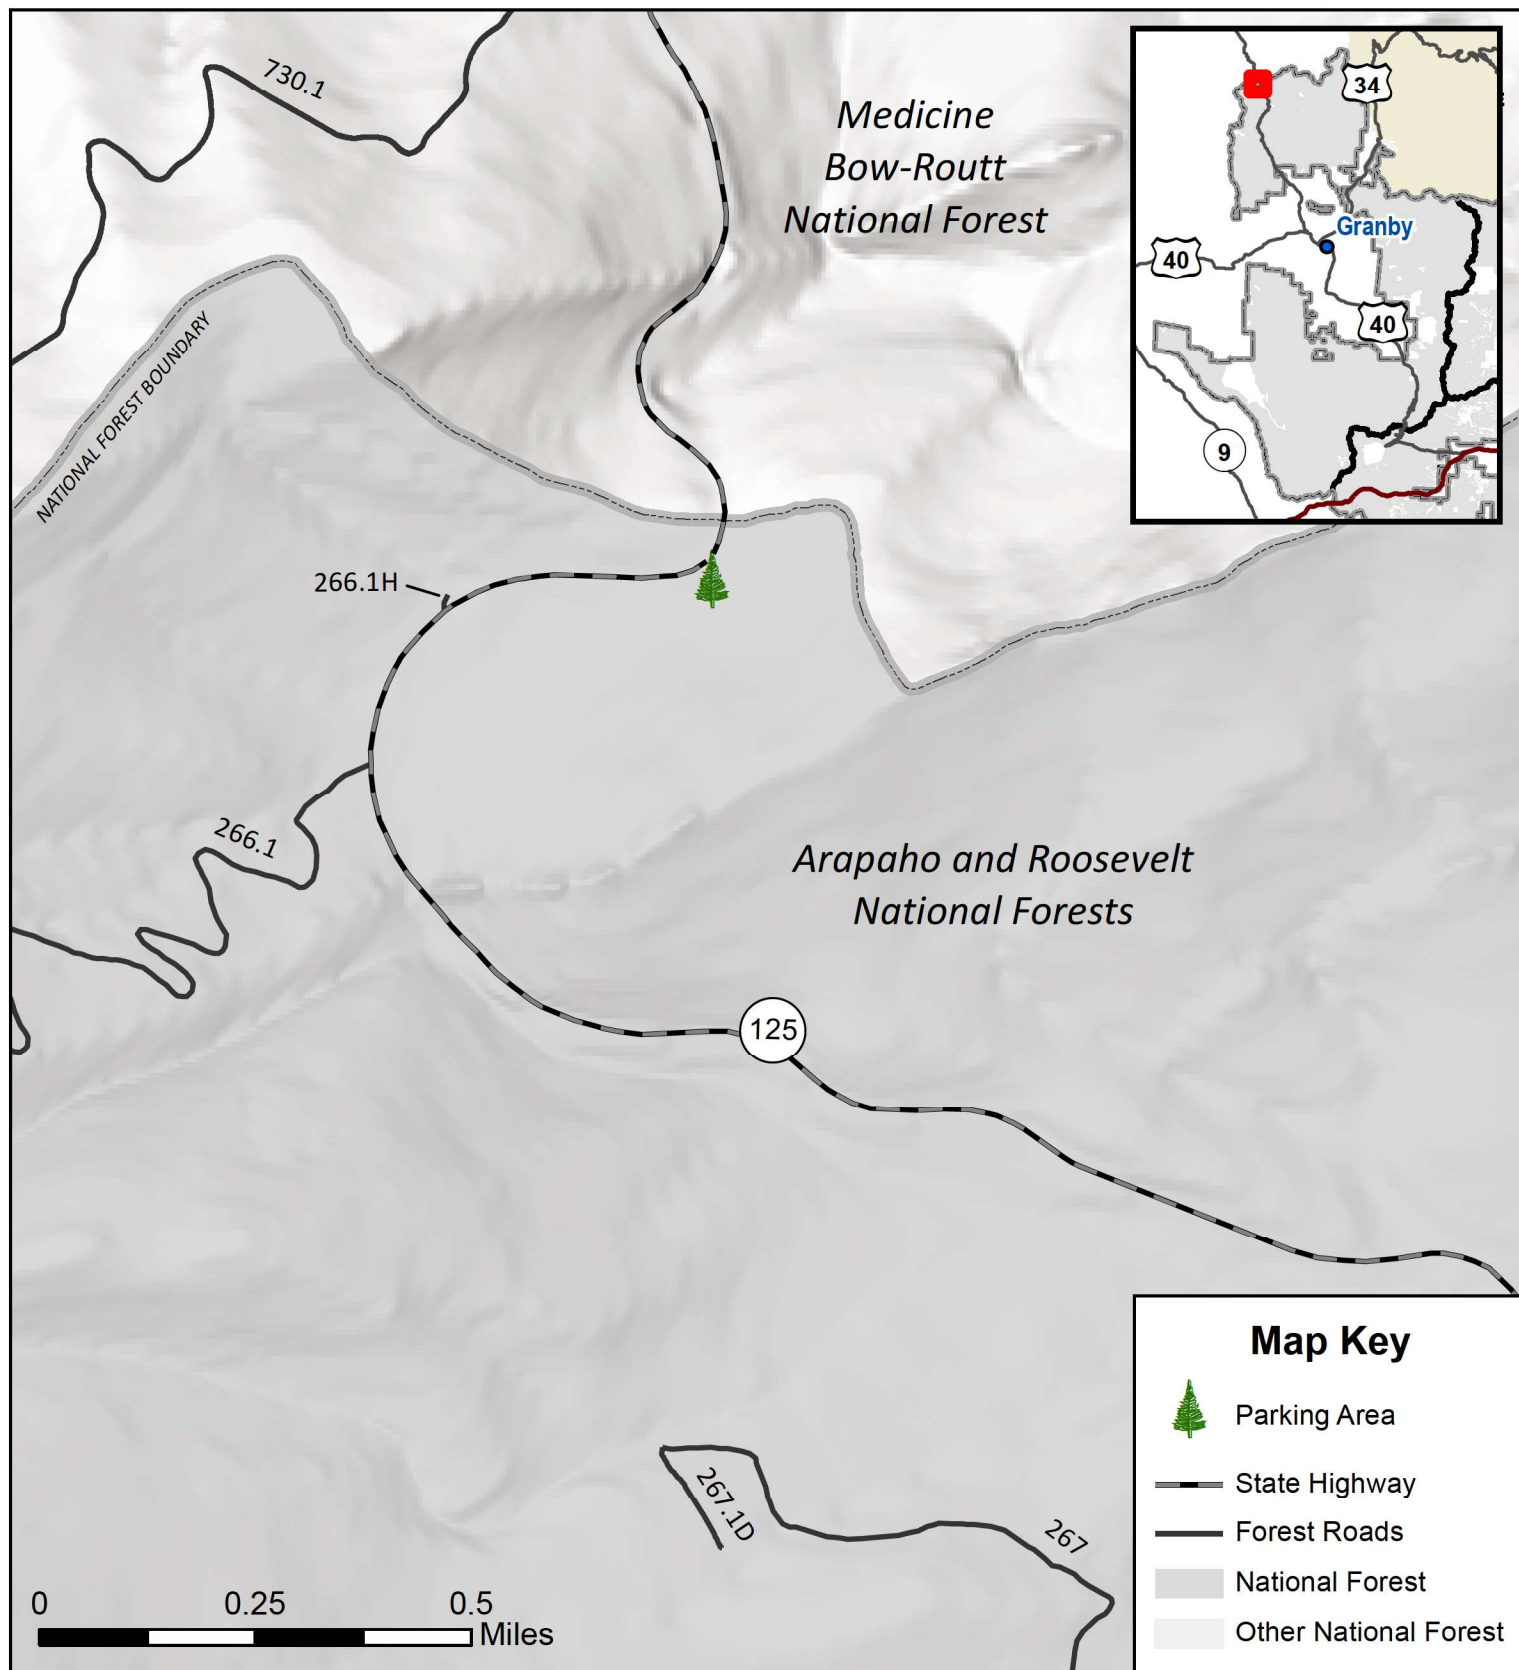 730.1
Medicine
Bow-Routt
National Forest
34
Granby
40
40
9
NATIONAL FOREST BOUNDARY
266.1H
266.1
Arapaho and Roosevelt
National Forests
125
267.1D
267
Map Key
Parking Area
State Highway
Forest Roads
National Forest
Other National Forest
0 0.25 0.5
Miles